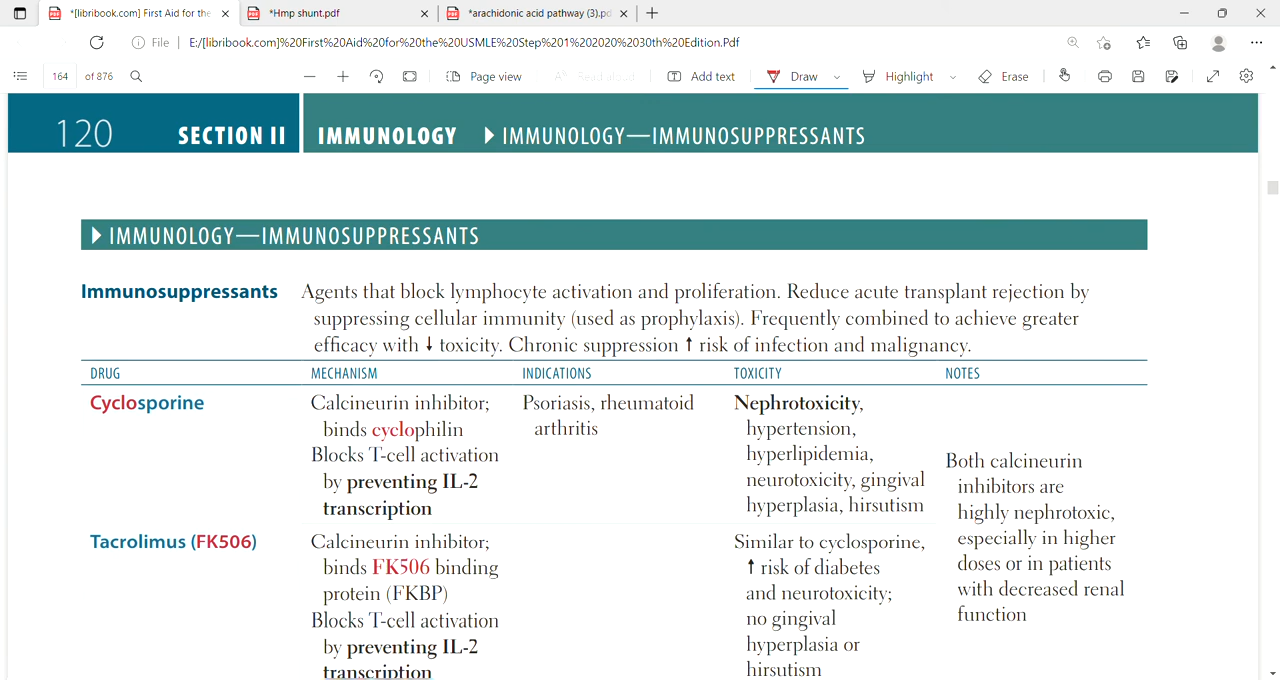 *[libribook.com] First Aid for the
*Hmp shunt.pdf
*arachidonic acid pathway (3).pd
File | E:/[libribook.com]%20First%20Aid%20for%20the%20USMLE%20Step%201%202020%2030th%20Edition.Pdf
164 of 876
Page view
Read aloud
Add text
Draw
Highlight
Erase
120 SECTION II IMMUNOLOGY ▶ IMMUNOLOGY—IMMUNOSUPPRESSANTS
▶ IMMUNOLOGY—IMMUNOSUPPRESSANTS
Immunosuppressants Agents that block lymphocyte activation and proliferation. Reduce acute transplant rejection by
suppressing cellular immunity (used as prophylaxis). Frequently combined to achieve greater
efficacy with ↓ toxicity. Chronic suppression ↑ risk of infection and malignancy.
DRUG MECHANISM INDICATIONS TOXICITY NOTES
Cyclosporine
Calcineurin inhibitor;
binds cyclophilin
Blocks T-cell activation
by preventing IL-2
transcription
Psoriasis, rheumatoid
arthritis
Nephrotoxicity,
hypertension,
hyperlipidemia,
neurotoxicity, gingival
hyperplasia, hirsutism
Both calcineurin
inhibitors are
highly nephrotoxic,
especially in higher
doses or in patients
with decreased renal
function
Tacrolimus (FK506)
Calcineurin inhibitor;
binds FK506 binding
protein (FKBP)
Blocks T-cell activation
by preventing IL-2
transcription
Similar to cyclosporine,
↑ risk of diabetes
and neurotoxicity;
no gingival
hyperplasia or
hirsutism